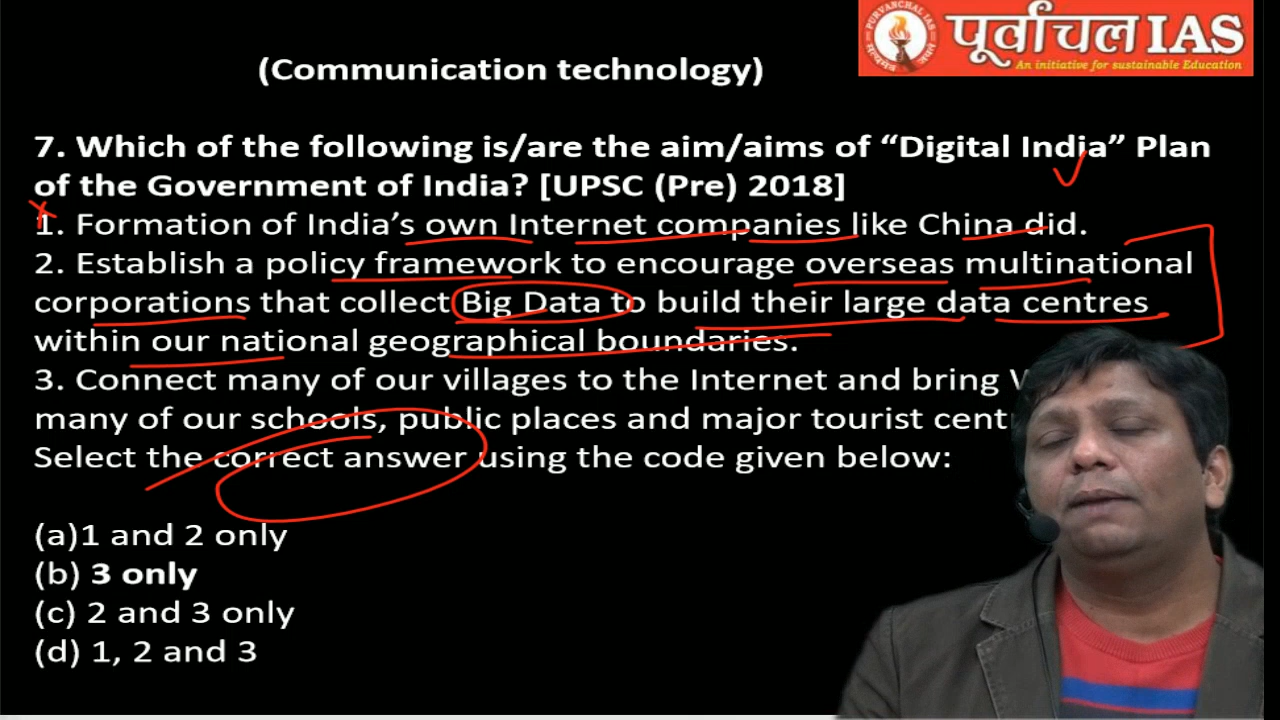 पूर्वांचल IAS
An initiative for sustainable Education
PURVANCHAL IAS
(Communication technology)
7. Which of the following is/are the aim/aims of “Digital India” Plan
of the Government of India? [UPSC (Pre) 2018]
1. Formation of India’s own Internet companies like China did.
2. Establish a policy framework to encourage overseas multinational
corporations that collect Big Data to build their large data centres
within our national geographical boundaries.
3. Connect many of our villages to the Internet and bring
many of our schools, public places and major tourist
Select the correct answer using the code given below:
(a)1 and 2 only
(b) 3 only
(c) 2 and 3 only
(d) 1, 2 and 3